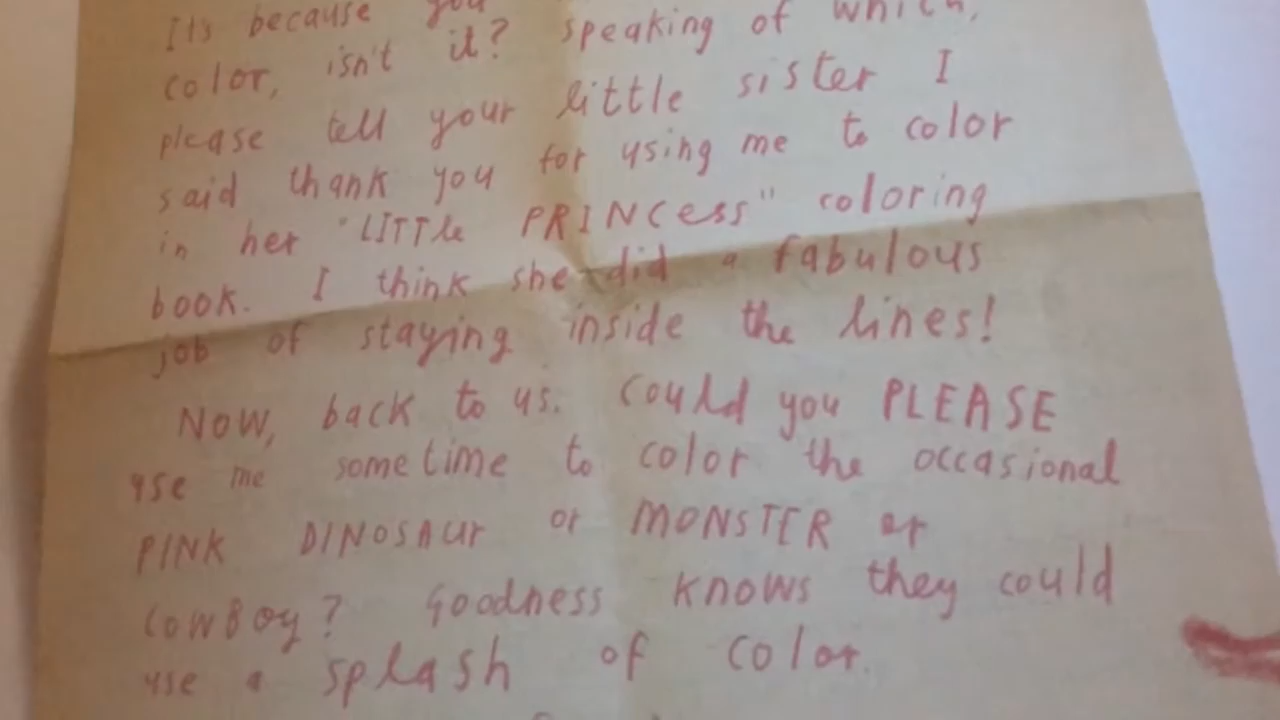 It's because you
color, isn't it? speaking of which,
please tell your little sister I
said thank you for using me to color
in her "LITTLe PRINCess" coloring
book. I think she did a fabulous
job of staying inside the lines!
Now, back to us. Could you PLEASE
use me sometime to color the occasional
PINK DINOSAUr or MONSTER or
COWBOy? Goodness knows they could
use a splash of color.